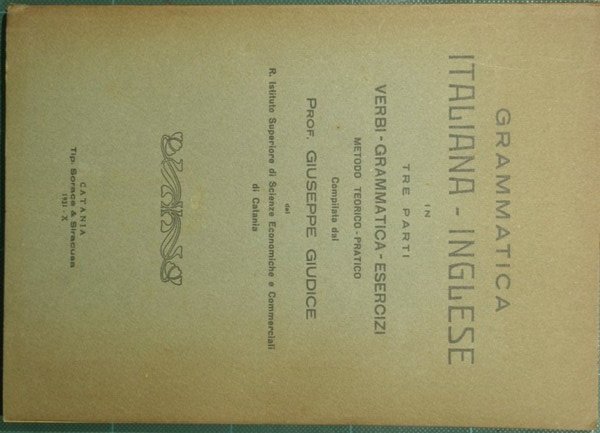 GRAMMATICA
ITALIANA - INGLESE
IN
TRE PARTI
VERBI - GRAMMATICA - ESERCIZI
METODO TEORICO - PRATICO
Compilata dal
PROF. GIUSEPPE GIUDICE
del
R. Istituto Superiore di Scienze Economiche e Commerciali
di Catania
CATANIA
Tip. Sorace & Siracusa
1931 - X